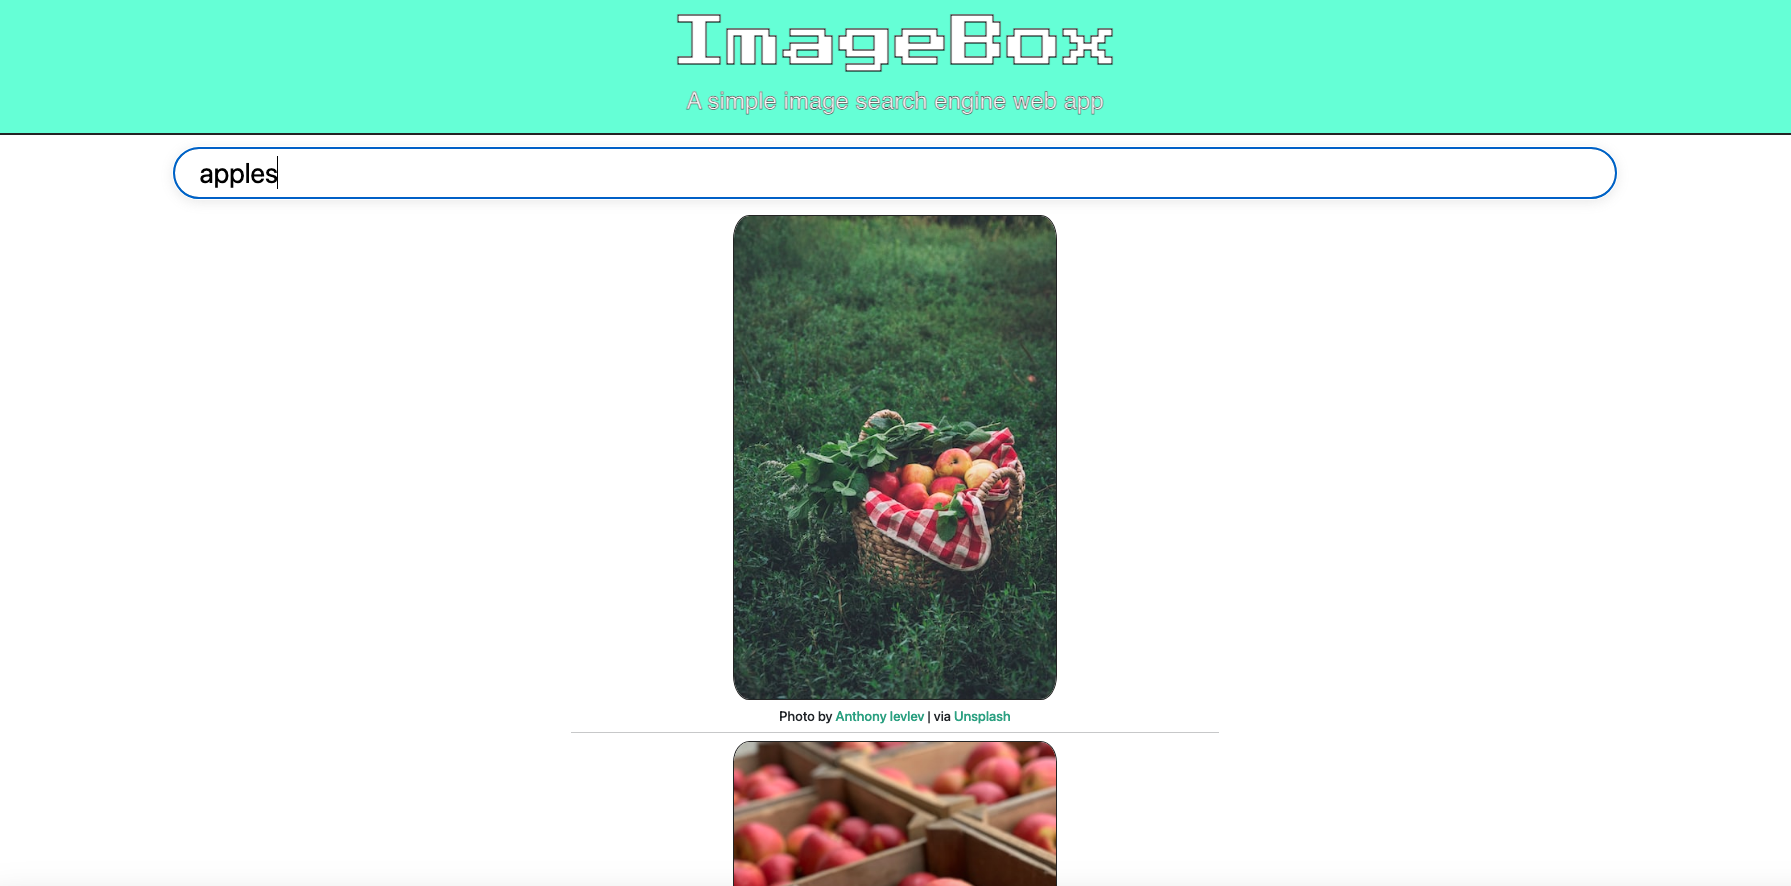 ImageBox
A simple image search engine web app
apples
Photo by Anthony Ievlev | via Unsplash